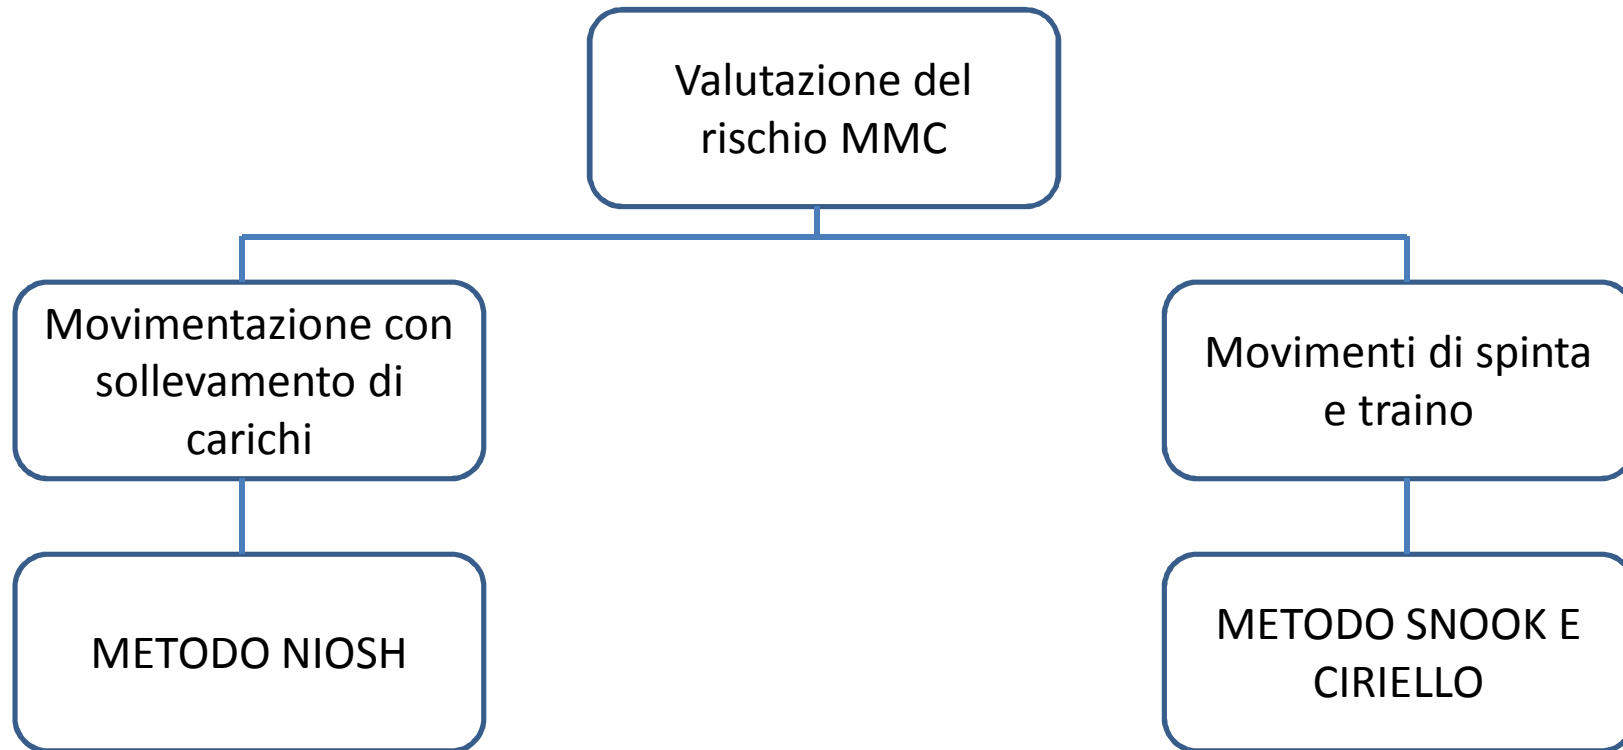 Valutazione del
rischio MMC
Movimentazione con
sollevamento di
carichi
Movimenti di spinta
e traino
METODO NIOSH
METODO SNOOK E
CIRIELLO